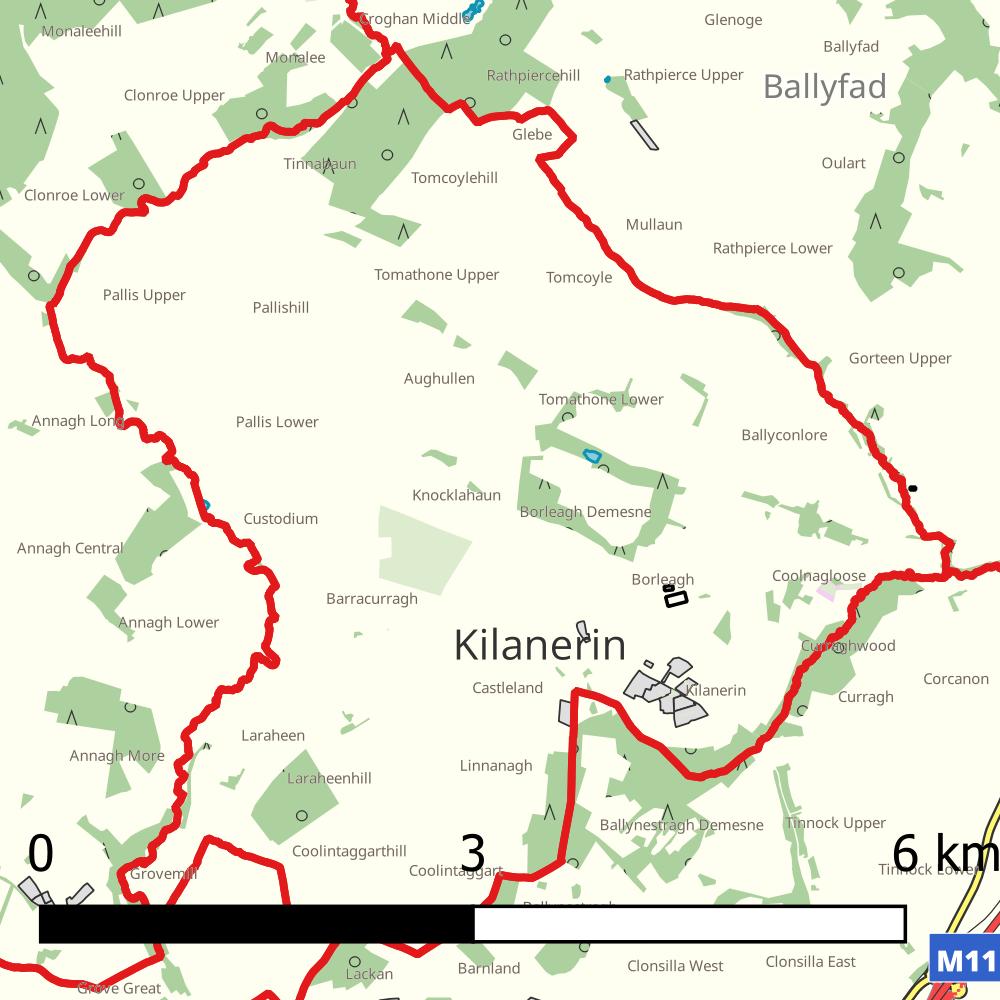 Croghan Middle
Glenoge
Monaleehill
Ballyfad
Monalee
Rathpiercehill
Rathpierce Upper
Ballyfad
Clonroe Upper
Glebe
Tinnabaun
Oulart
Tomcoylehill
Clonroe Lower
Mullaun
Rathpierce Lower
Tomathone Upper
Tomcoyle
Pallis Upper
Pallishill
Gorteen Upper
Aughullen
Tomathone Lower
Annagh Long
Pallis Lower
Ballyconlore
Knocklahaun
Borleagh Demesne
Custodium
Annagh Central
Borleagh
Coolnagloose
Barracurragh
Annagh Lower
Kilanerin
Curraghwood
Corcanon
Castleland
Kilanerin
Curragh
Laraheen
Annagh More
Linnanagh
Laraheenhill
Ballynestragh Demesne
Tinnock Upper
0
3
6 km
Coolintaggarthill
Coolintaggart
Tinnock Lower
Grovemill
Clonsilla East
M11
Clonsilla West
Barnland
Lackan
Grove Great